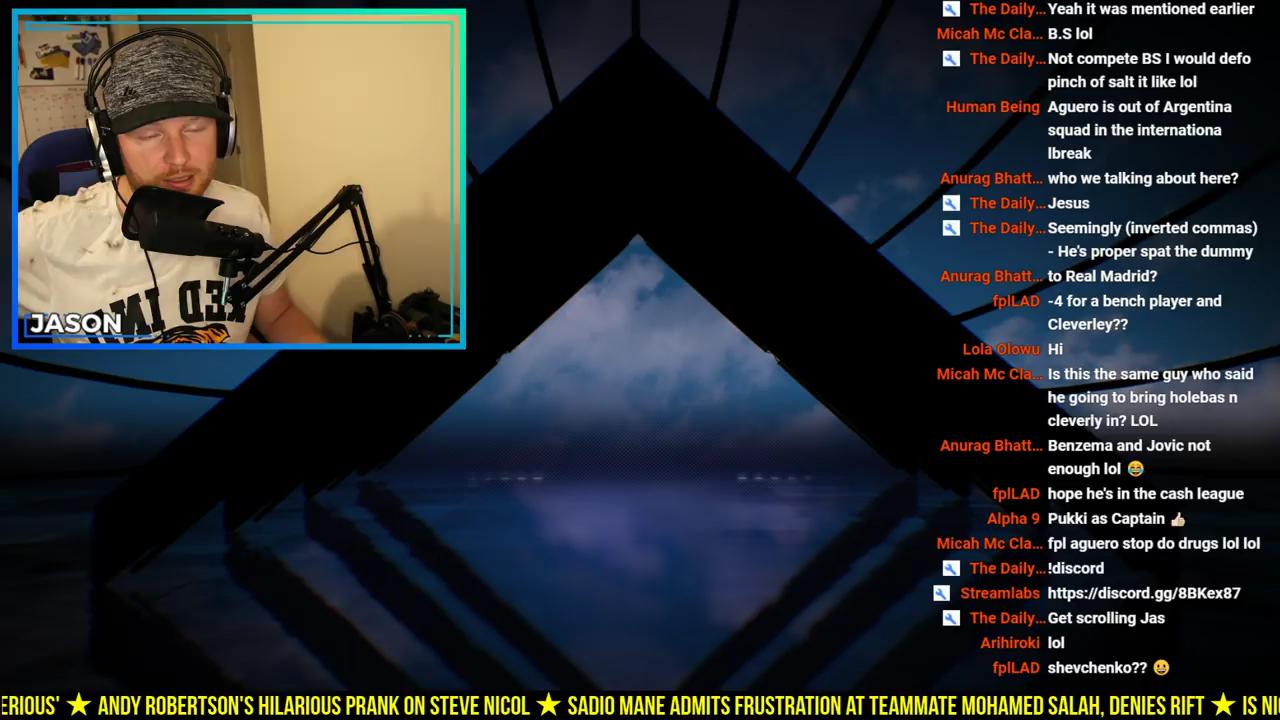 The Daily… Yeah it was mentioned earlier
Micah Mc Cla… B.S lol
The Daily… Not compete BS I would defo
pinch of salt it like lol
Human Being Aguero is out of Argentina
squad in the internationa
lbreak
Anurag Bhatt… who we talking about here?
The Daily… Jesus
The Daily… Seemingly (inverted commas)
- He's proper spat the dummy
Anurag Bhatt… to Real Madrid?
fplLAD -4 for a bench player and
Cleverley??
Lola Olowu Hi
Micah Mc Cla… Is this the same guy who said
he going to bring holebas n
cleverly in? LOL
Anurag Bhatt… Benzema and Jovic not
enough lol 😂
fplLAD hope he's in the cash league
Alpha 9 Pukki as Captain 👍🏻
Micah Mc Cla… fpl aguero stop do drugs lol lol
The Daily… !discord
Streamlabs https://discord.gg/8BKex87
The Daily… Get scrolling Jas
Arihiroki lol
fplLAD shevchenko?? 😀
JASON
ERIOUS' ★ ANDY ROBERTSON'S HILARIOUS PRANK ON STEVE NICOL ★ SADIO MANE ADMITS FRUSTRATION AT TEAMMATE MOHAMED SALAH, DENIES RIFT ★ IS